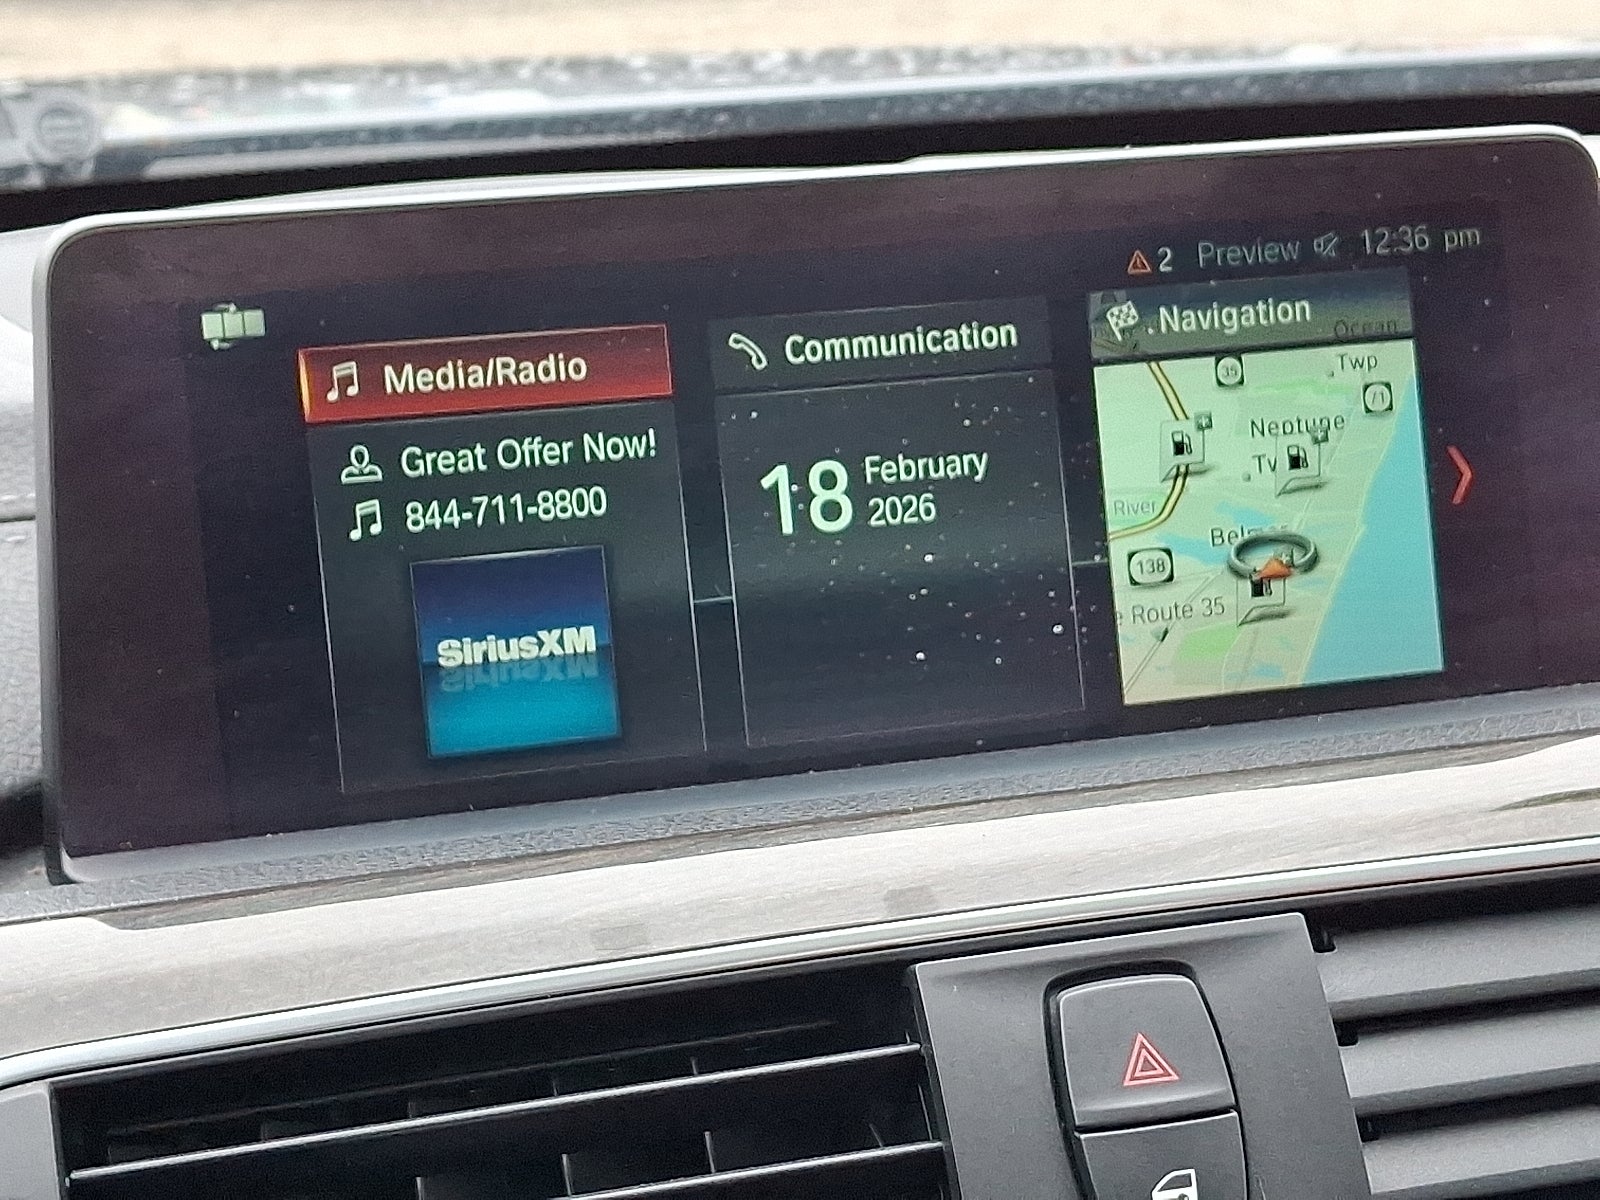 2 Preview 12:36 pm
Media/Radio
Great Offer Now!
844-711-8800
SiriusXM
Communication
18 February
2026
Navigation
Ocean
Twp
35
71
Neptune
River
138
Route 35